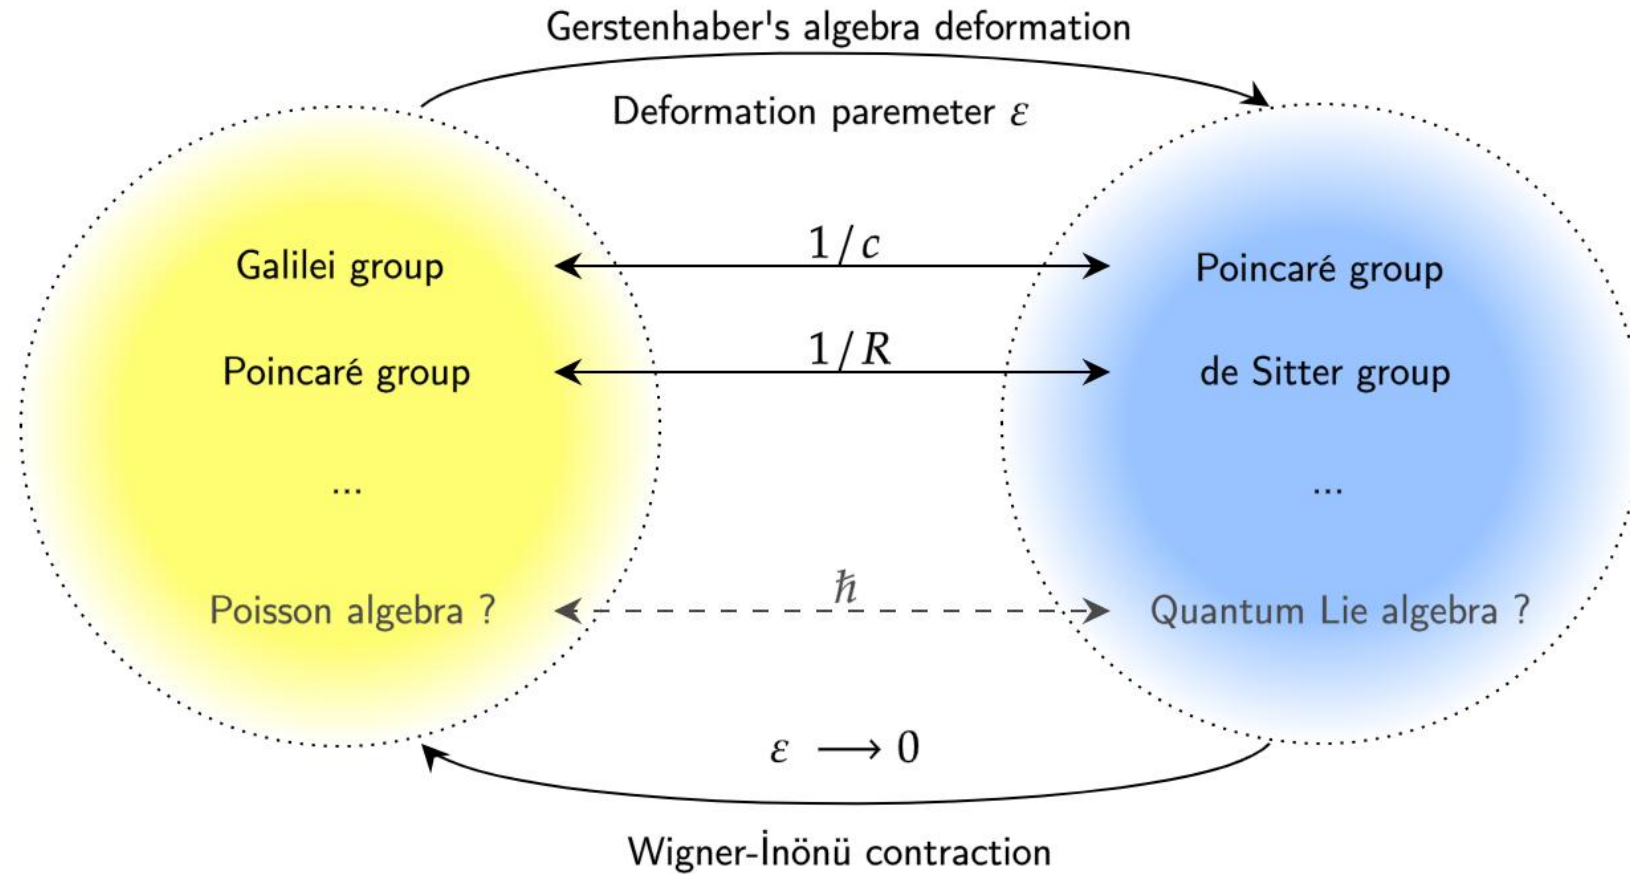 Gerstenhaber's algebra deformation
Deformation paremeter ε
Galilei group
1/c
Poincaré group
Poincaré group
1/R
de Sitter group
...
...
Poisson algebra ?
ℏ
Quantum Lie algebra ?
ε ⟶ 0
Wigner-İnönü contraction